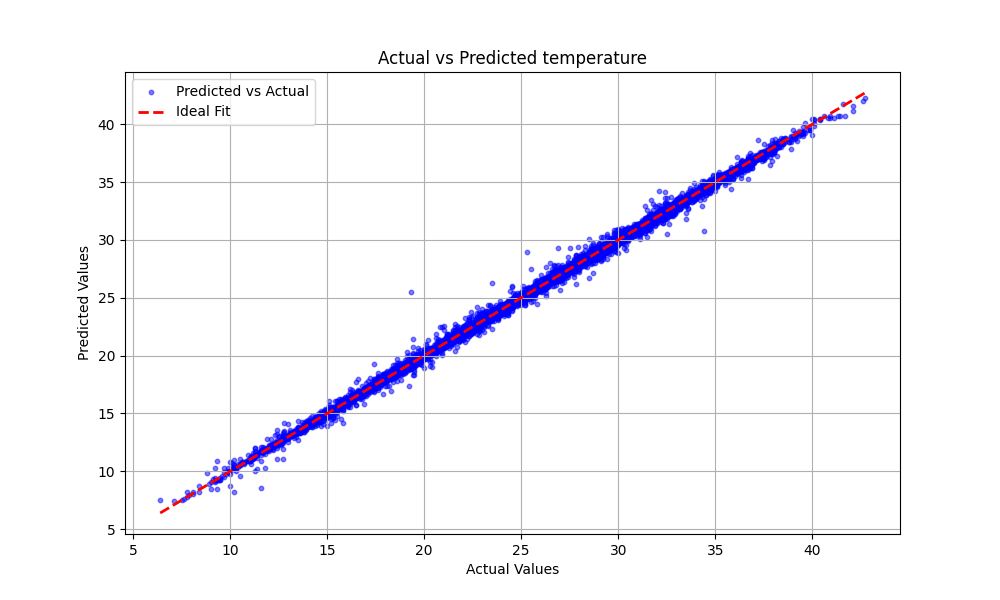 Actual vs Predicted temperature
Predicted vs Actual
Ideal Fit
Predicted Values
40
35
30
25
20
15
10
5
5 10 15 20 25 30 35 40
Actual Values